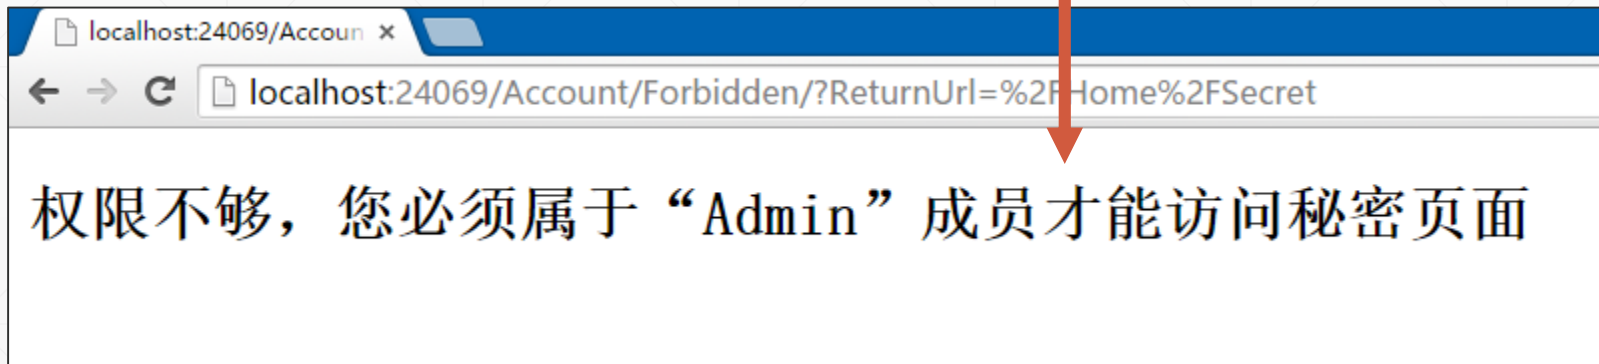 localhost:24069/Accoun
localhost:24069/Account/Forbidden/?ReturnUrl=%2FHome%2FSecret
权限不够，您必须属于“Admin”成员才能访问秘密页面